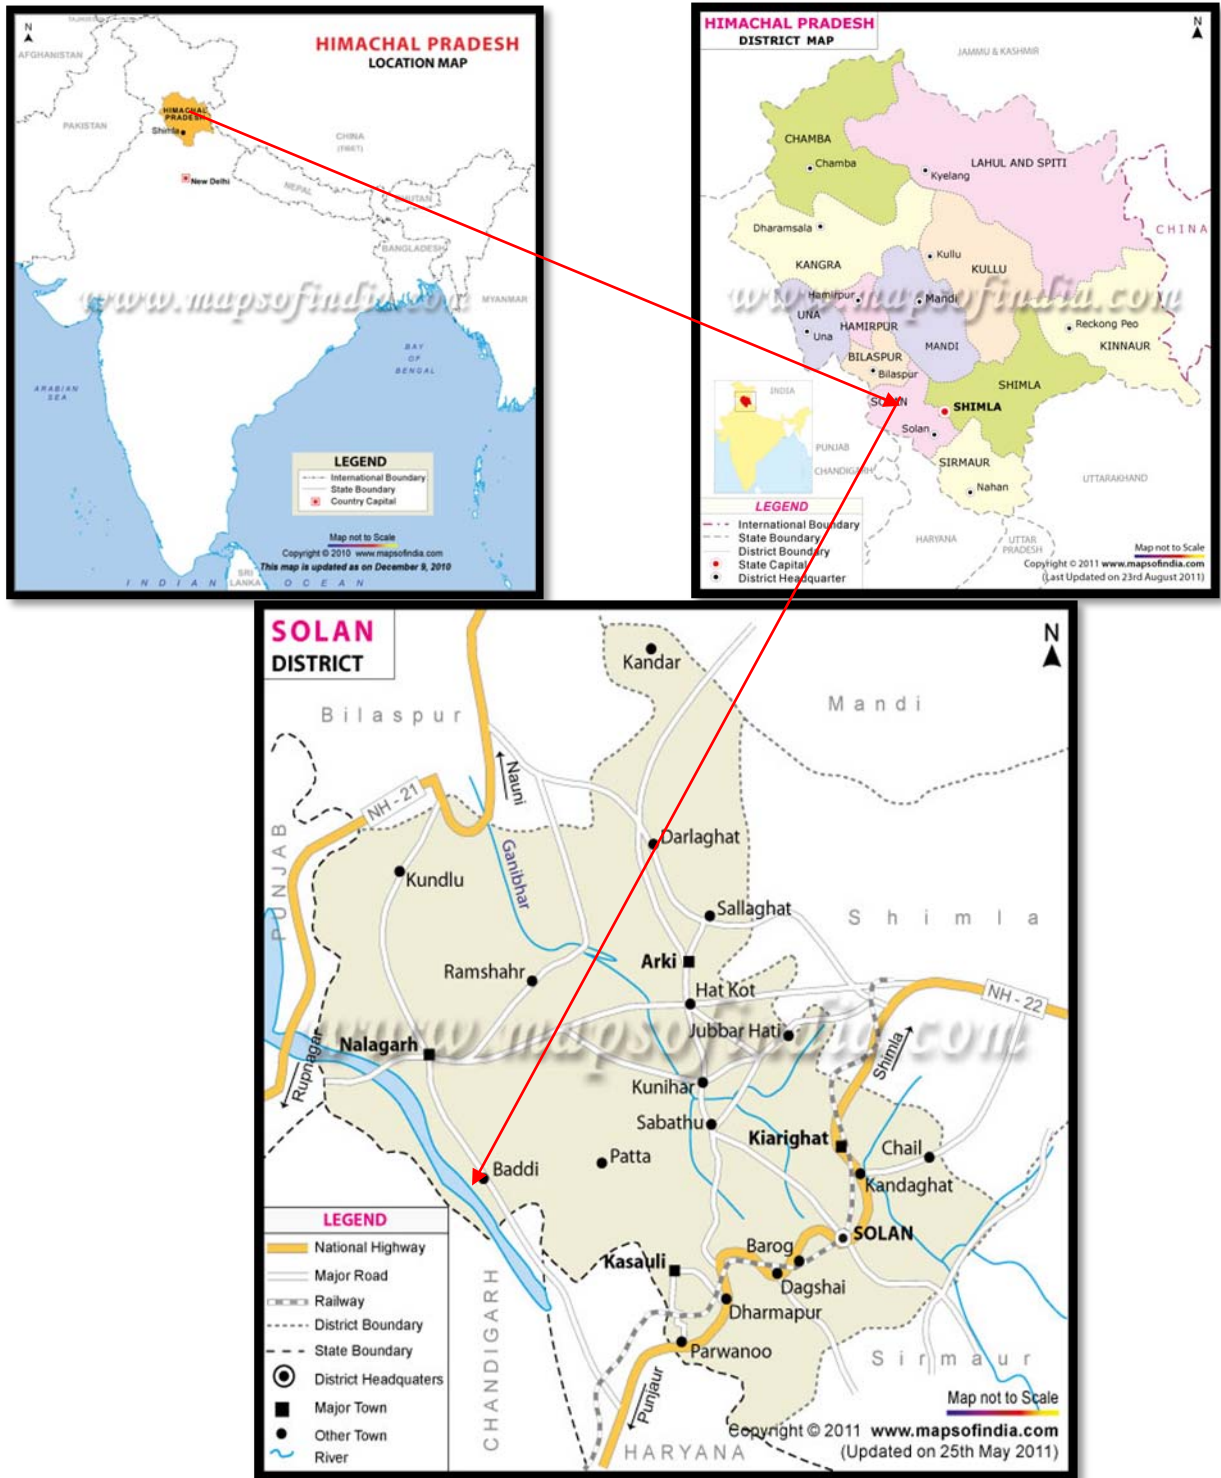 N
TAJIKISTAN
AFGHANISTAN
HIMACHAL PRADESH
LOCATION MAP
HIMACHAL
PRADESH
Shimla
PAKISTAN
CHINA
(TIBET)
New Delhi
NEPAL
BHUTAN
BANGLADESH
MYANMAR
www.mapsofindia.com
BAY
OF
BENGAL
ARABIAN
SEA
LEGEND
International Boundary
State Boundary
Country Capital
Map not to Scale
Copyright © 2010 www.mapsofindia.com
This map is updated as on December 9, 2010
SRI
LANKA
INDIAN OCEAN
HIMACHAL PRADESH
DISTRICT MAP
N
JAMMU & KASHMIR
CHAMBA
Chamba
LAHUL AND SPITI
Kyelang
CHINA
Dharamsala
KANGRA
Kullu
KULLU
www.mapsofindia.com
Hamirpur
Mandi
UNA
Una
HAMIRPUR
MANDI
Reckong Peo
KINNAUR
BILASPUR
Bilaspur
SHIMLA
INDIA
SOLAN
SHIMLA
Solan
PUNJAB
CHANDIGARH
SIRMAUR
Nahan
UTTARAKHAND
LEGEND
International Boundary
State Boundary
District Boundary
State Capital
District Headquarter
HARYANA
UTTAR
PRADESH
Map not to Scale
Copyright © 2011 www.mapsofindia.com
(Last Updated on 23rd August 2011)
SOLAN
DISTRICT
N
Kandar
Bilaspur
Mandi
Nauni
NH - 21
PUNJAB
Ganibhar
Darlaghat
Kundlu
Sallaghat
Shimla
Arki
Ramshahr
Hat Kot
NH - 22
www.mapsofindia.com
Jubbar Hati
Nalagarh
Rupnagar
Shimla
Kunihar
Sabathu
Kiarighat
Chail
Patta
Baddi
Kandaghat
SOLAN
Barog
Kasauli
Dagshai
Dharmapur
Parwanoo
Sirmaur
CHANDIGARH
Punjaur
HARYANA
LEGEND
National Highway
Major Road
Railway
District Boundary
State Boundary
District Headquaters
Major Town
Other Town
River
Map not to Scale
Copyright © 2011 www.mapsofindia.com
(Updated on 25th May 2011)